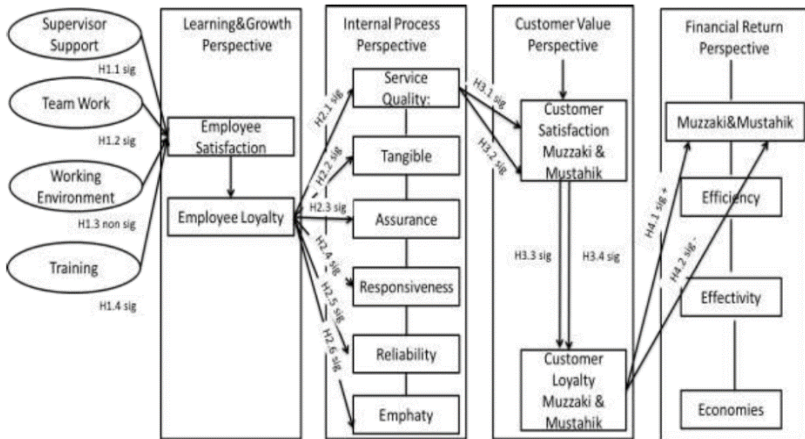 Supervisor
Support
H1.1 sig
Team Work
H1.2 sig
Working
Environment
H1.3 non sig
Training
H1.4 sig
Learning&Growth
Perspective
Employee
Satisfaction
Employee Loyalty
Internal Process
Perspective
H2.1 sig
H2.2 sig
H2.3 sig
H2.4 sig
H2.5 sig
H2.6 sig
Service
Quality:
Tangible
Assurance
Responsiveness
Reliability
Emphaty
Customer Value
Perspective
H3.1 sig
H3.2 sig
Customer
Satisfaction
Muzzaki &
Mustahik
H3.3 sig
H3.4 sig
Customer
Loyalty
Muzzaki &
Mustahik
Financial Return
Perspective
H4.1 sig +
H4.2 sig -
Muzzaki&Mustahik
Efficiency
Effectivity
Economies